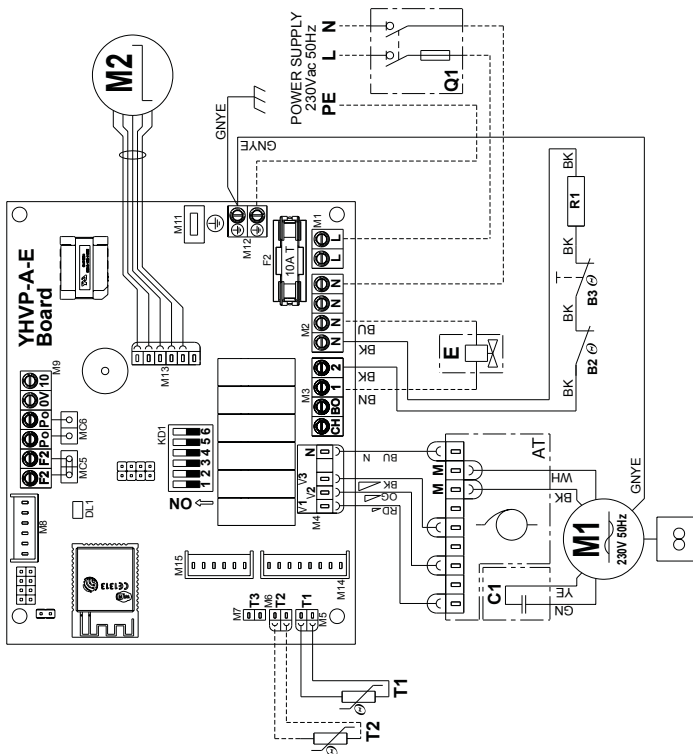 M2
GNYE
GNYE
POWER SUPPLY
230Vac 50Hz
PE L N
Q1
YHVP-A-E
Board
M11
M12
F2
10A T
M1
L L
M13
M2
N N N N
M9
F2 F2 Po Po 0V 10
MC5
MC6
KD1
1 2 3 4 5 6
ON
M3
CH BO 1 2
M8
DL1
M4
V1 V2 V3 N
CE1313
M15
M14
M7
T3
M6
T2
T1
M5
BN
BK
BK
BU
E
BK
B2
BK
B3
BK
R1
BK
RD
OG
BK
BU
N
T1
T2
AT
M M
C1
BK
WH
GN
YE
M1
230V 50Hz
GNYE